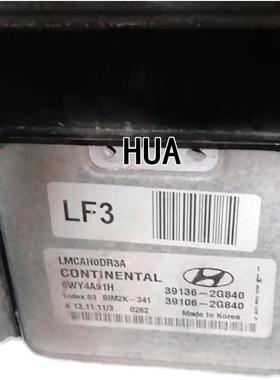 HUA
LF3
LMCAH0DR3A
CONTINENTAL
5WY4A91H
39136-2G840
Index 03 SIM2K-341
39106-2G840
K 13.11.11/3 0262
Made in Korea